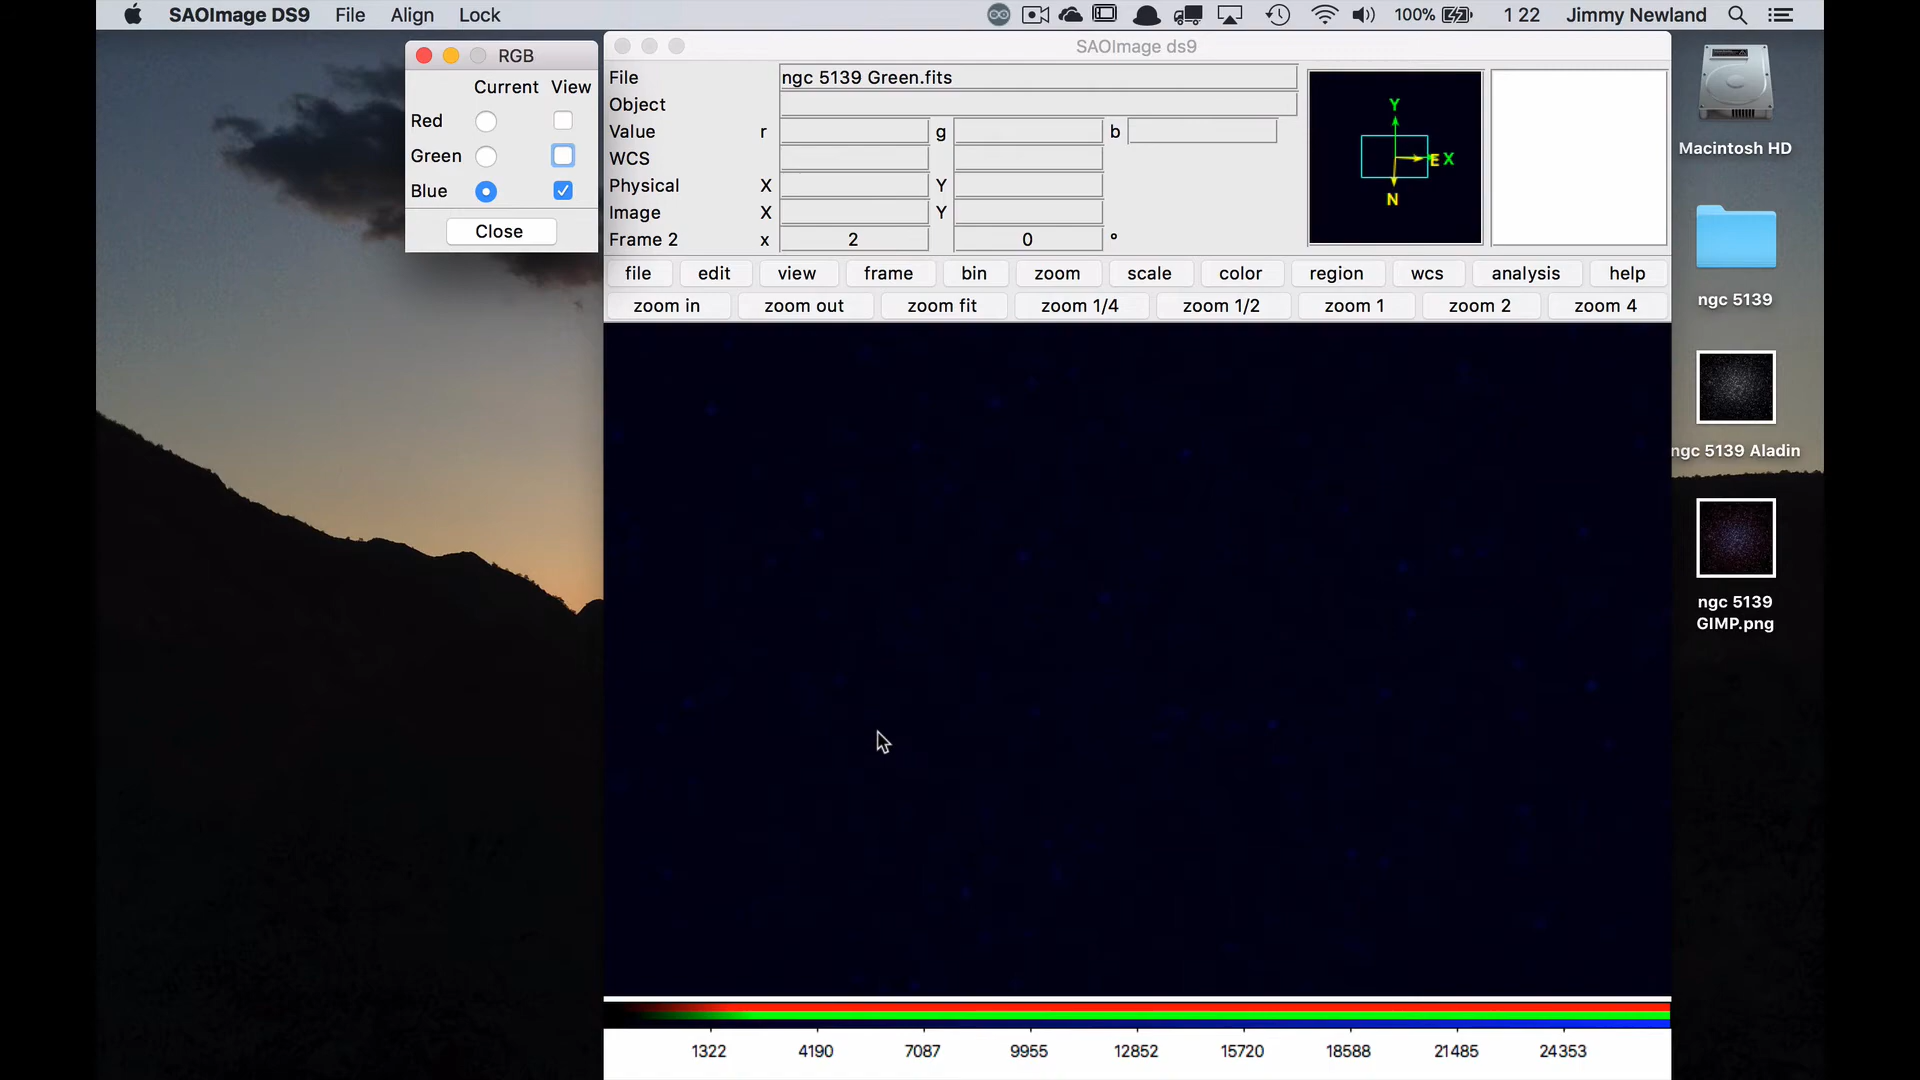 SAOImage DS9 File Align Lock 100% 1 22 Jimmy Newland
RGB
Current View
Red
Green
Blue
Close
SAOImage ds9
File ngc 5139 Green.fits
Object
Value r g b
WCS
Physical X Y
Image X Y
Frame 2 x 2 0 °
Y
E X
N
file edit view frame bin zoom scale color region wcs analysis help
zoom in zoom out zoom fit zoom 1/4 zoom 1/2 zoom 1 zoom 2 zoom 4
1322 4190 7087 9955 12852 15720 18588 21485 24353
Macintosh HD
ngc 5139
ngc 5139 Aladin
ngc 5139
GIMP.png